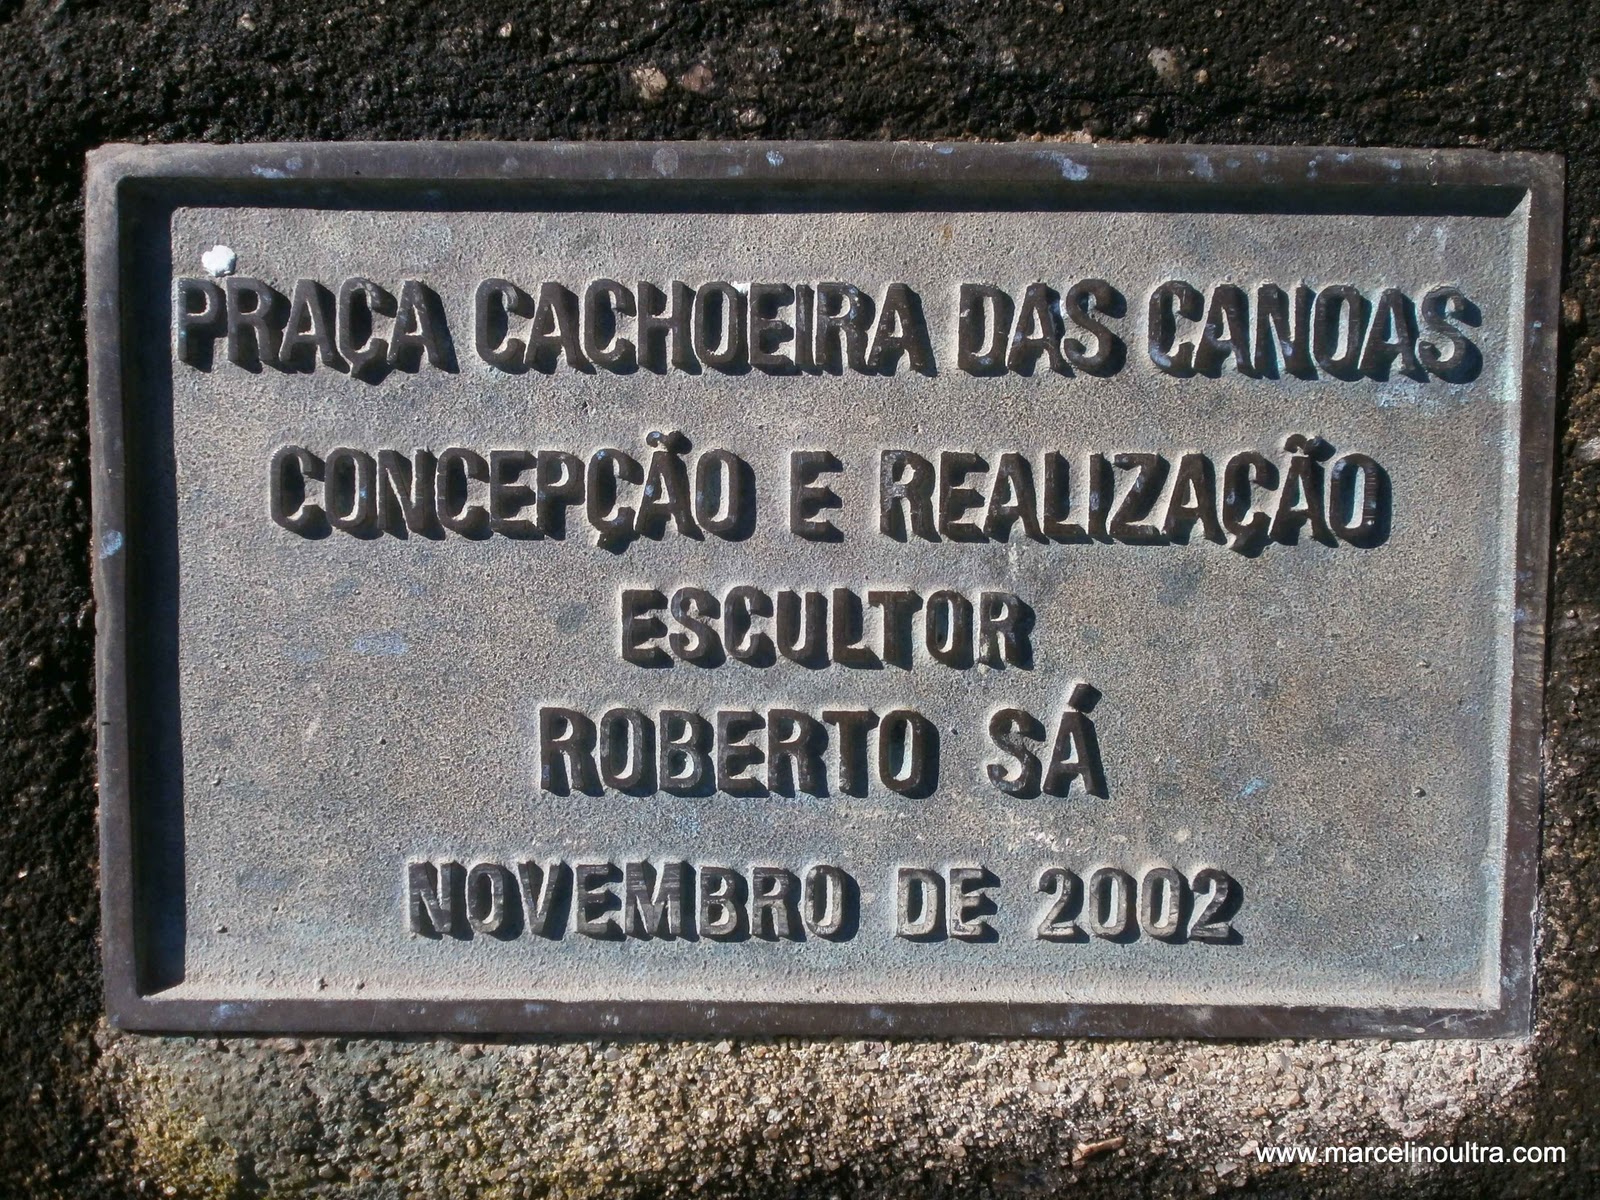 PRAÇA CACHOEIRA DAS CANOAS
CONCEPÇÃO E REALIZAÇÃO
ESCULTOR
ROBERTO SÁ
NOVEMBRO DE 2002
www.marcelinoultra.com